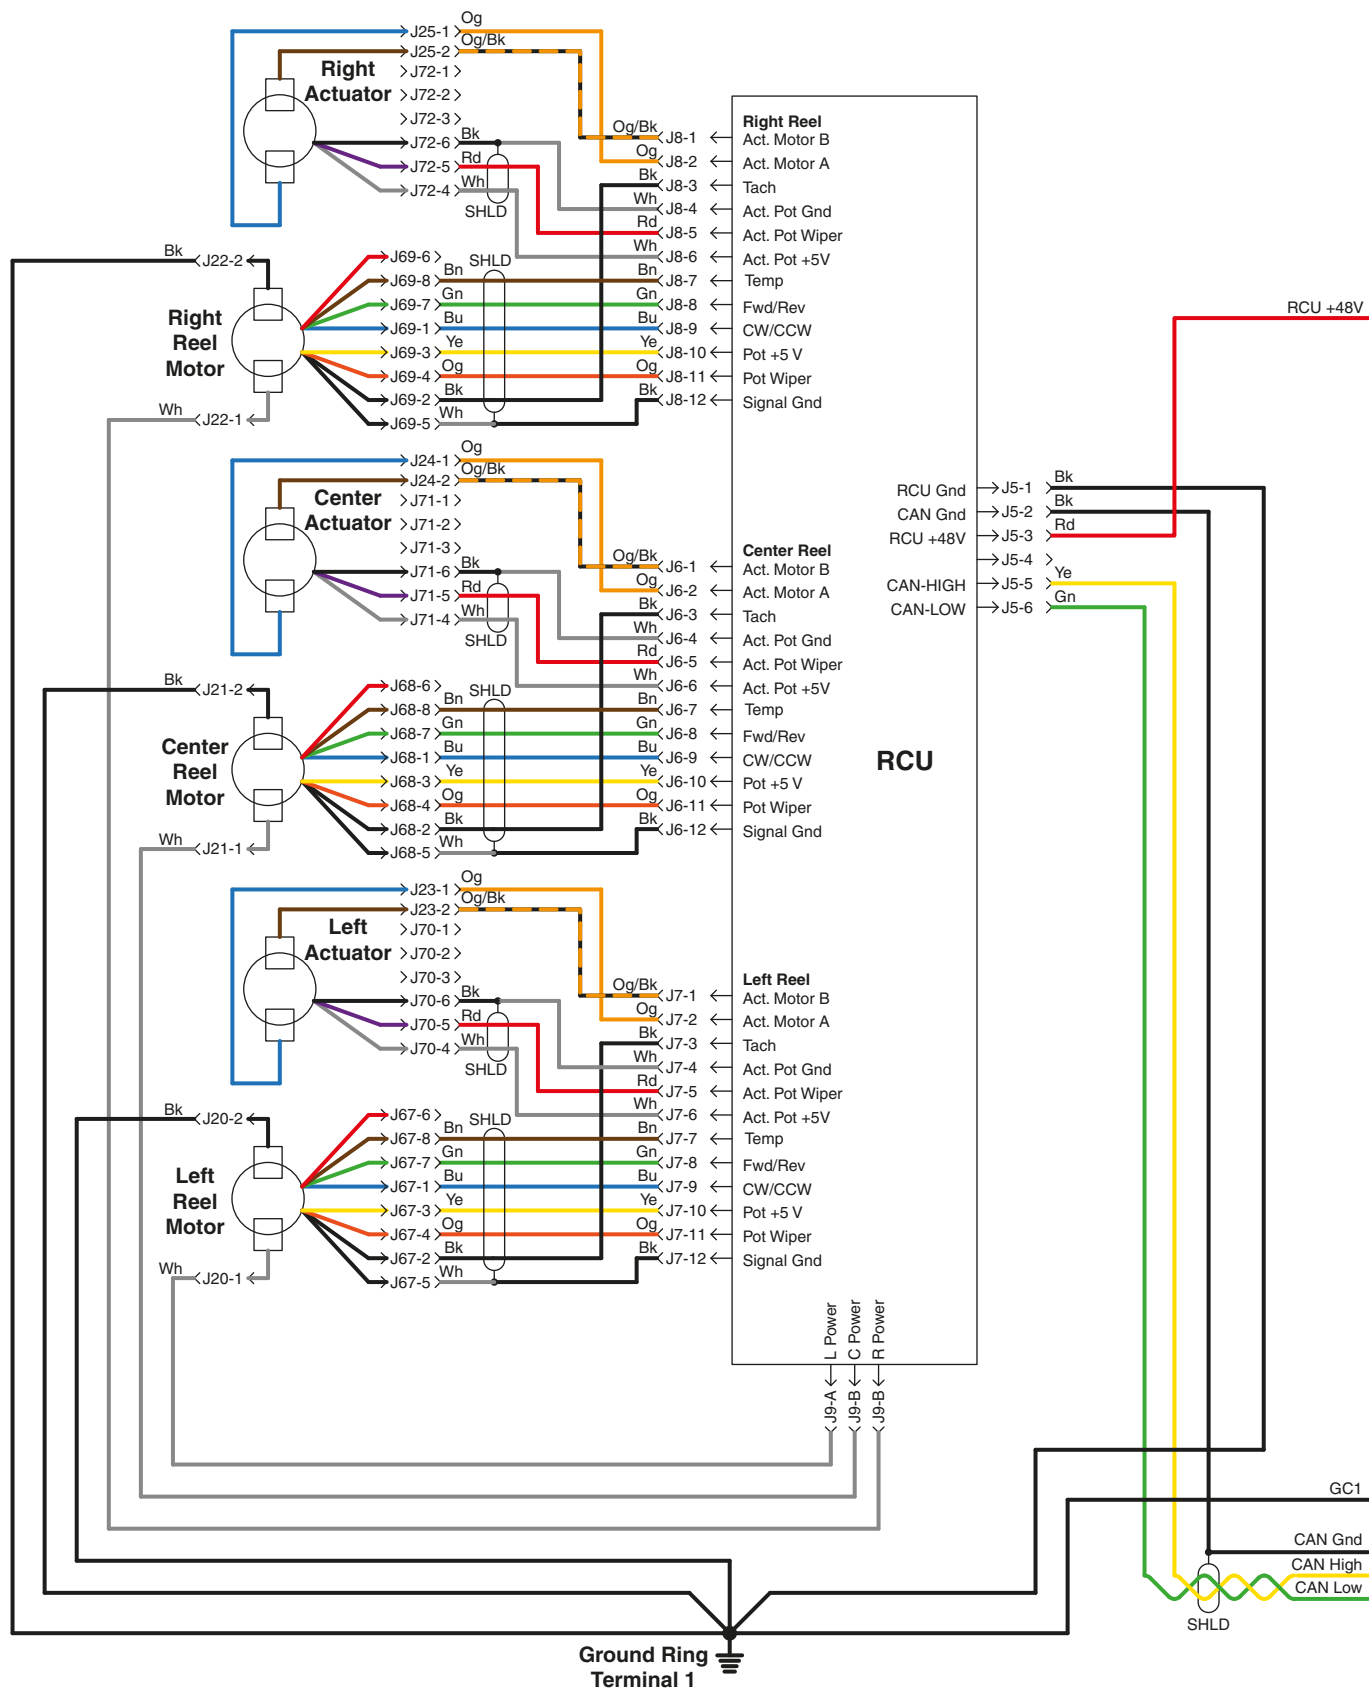 Right
Actuator
J25-1 Og
J25-2 Og/Bk
J72-1
J72-2
J72-3
J72-6 Bk
J72-5 Rd
J72-4 Wh
SHLD
Bk J22-2
Right
Reel
Motor
Wh J22-1
J69-6
J69-8 Bn
J69-7 Gn
J69-1 Bu
J69-3 Ye
J69-4 Og
J69-2 Bk
J69-5 Wh
SHLD
Right Reel
Og/Bk J8-1 Act. Motor B
Og J8-2 Act. Motor A
Bk J8-3 Tach
Wh J8-4 Act. Pot Gnd
Rd J8-5 Act. Pot Wiper
Wh J8-6 Act. Pot +5V
Bn J8-7 Temp
Gn J8-8 Fwd/Rev
Bu J8-9 CW/CCW
Ye J8-10 Pot +5 V
Og J8-11 Pot Wiper
Bk J8-12 Signal Gnd
Center
Actuator
J24-1 Og
J24-2 Og/Bk
J71-1
J71-2
J71-3
J71-6 Bk
J71-5 Rd
J71-4 Wh
SHLD
Bk J21-2
Center
Reel
Motor
Wh J21-1
J68-6
J68-8 Bn
J68-7 Gn
J68-1 Bu
J68-3 Ye
J68-4 Og
J68-2 Bk
J68-5 Wh
SHLD
Center Reel
Og/Bk J6-1 Act. Motor B
Og J6-2 Act. Motor A
Bk J6-3 Tach
Wh J6-4 Act. Pot Gnd
Rd J6-5 Act. Pot Wiper
Wh J6-6 Act. Pot +5V
Bn J6-7 Temp
Gn J6-8 Fwd/Rev
Bu J6-9 CW/CCW
Ye J6-10 Pot +5 V
Og J6-11 Pot Wiper
Bk J6-12 Signal Gnd
Left
Actuator
J23-1 Og
J23-2 Og/Bk
J70-1
J70-2
J70-3
J70-6 Bk
J70-5 Rd
J70-4 Wh
SHLD
Bk J20-2
Left
Reel
Motor
Wh J20-1
J67-6
J67-8 Bn
J67-7 Gn
J67-1 Bu
J67-3 Ye
J67-4 Og
J67-2 Bk
J67-5 Wh
SHLD
Left Reel
Og/Bk J7-1 Act. Motor B
Og J7-2 Act. Motor A
Bk J7-3 Tach
Wh J7-4 Act. Pot Gnd
Rd J7-5 Act. Pot Wiper
Wh J7-6 Act. Pot +5V
Bn J7-7 Temp
Gn J7-8 Fwd/Rev
Bu J7-9 CW/CCW
Ye J7-10 Pot +5 V
Og J7-11 Pot Wiper
Bk J7-12 Signal Gnd
RCU
RCU Gnd J5-1 Bk
CAN Gnd J5-2 Bk
RCU +48V J5-3 Rd
J5-4
CAN-HIGH J5-5 Ye
CAN-LOW J5-6 Gn
RCU +48V
L Power J9-A
C Power J9-B
R Power J9-B
GC1
CAN Gnd
CAN High
CAN Low
SHLD
Ground Ring
Terminal 1